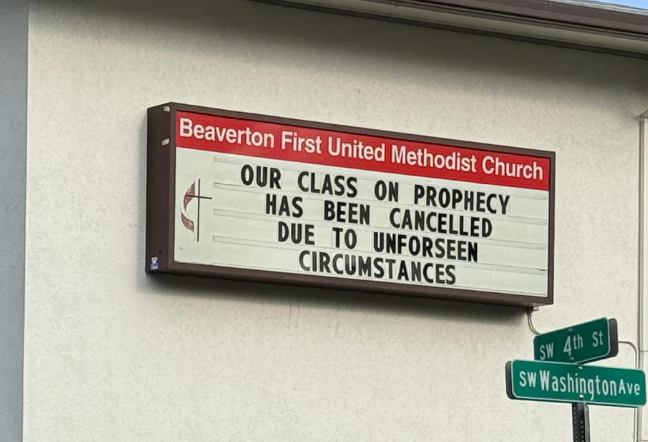 Beaverton First United Methodist Church
OUR CLASS ON PROPHECY
HAS BEEN CANCELLED
DUE TO UNFORSEEN
CIRCUMSTANCES
SW 4th St
SW Washington Ave